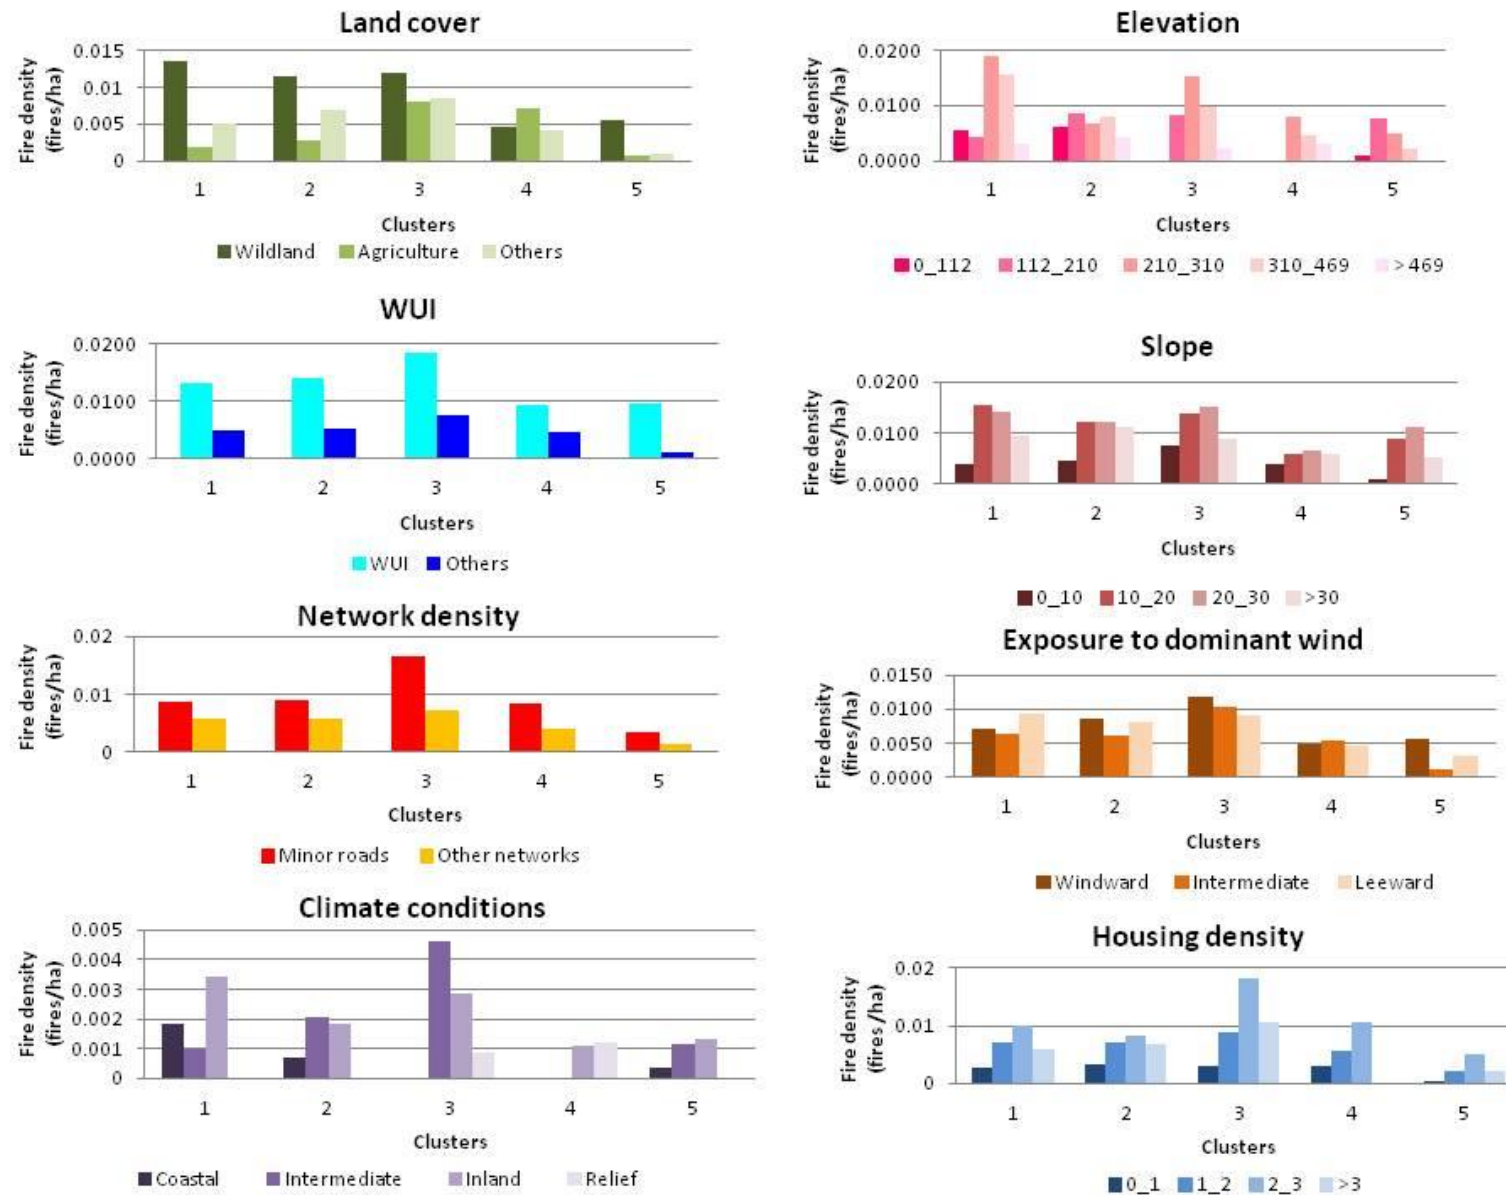 Land cover
Fire density
(fires/ha)
0.015
0.01
0.005
0
1 2 3 4 5
Clusters
Wildland Agriculture Others
WUI
Fire density
(fires/ha)
0.0200
0.0100
0.0000
1 2 3 4 5
Clusters
WUI Others
Network density
Fire density
(fires/ha)
0.02
0.01
0
1 2 3 4 5
Clusters
Minor roads Other networks
Climate conditions
Fire density
(fires/ha)
0.005
0.004
0.003
0.002
0.001
0
1 2 3 4 5
Clusters
Coastal Intermediate Inland Relief
Elevation
Fire density
(fires/ha)
0.0200
0.0100
0.0000
1 2 3 4 5
Clusters
0_112 112_210 210_310 310_469 >469
Slope
Fire density
(fires/ha)
0.0200
0.0100
0.0000
1 2 3 4 5
Clusters
0_10 10_20 20_30 >30
Exposure to dominant wind
Fire density
(fires/ha)
0.0150
0.0100
0.0050
0.0000
1 2 3 4 5
Clusters
Windward Intermediate Leeward
Housing density
Fire density
(fires /ha)
0.02
0.01
0
1 2 3 4 5
Clusters
0_1 1_2 2_3 >3